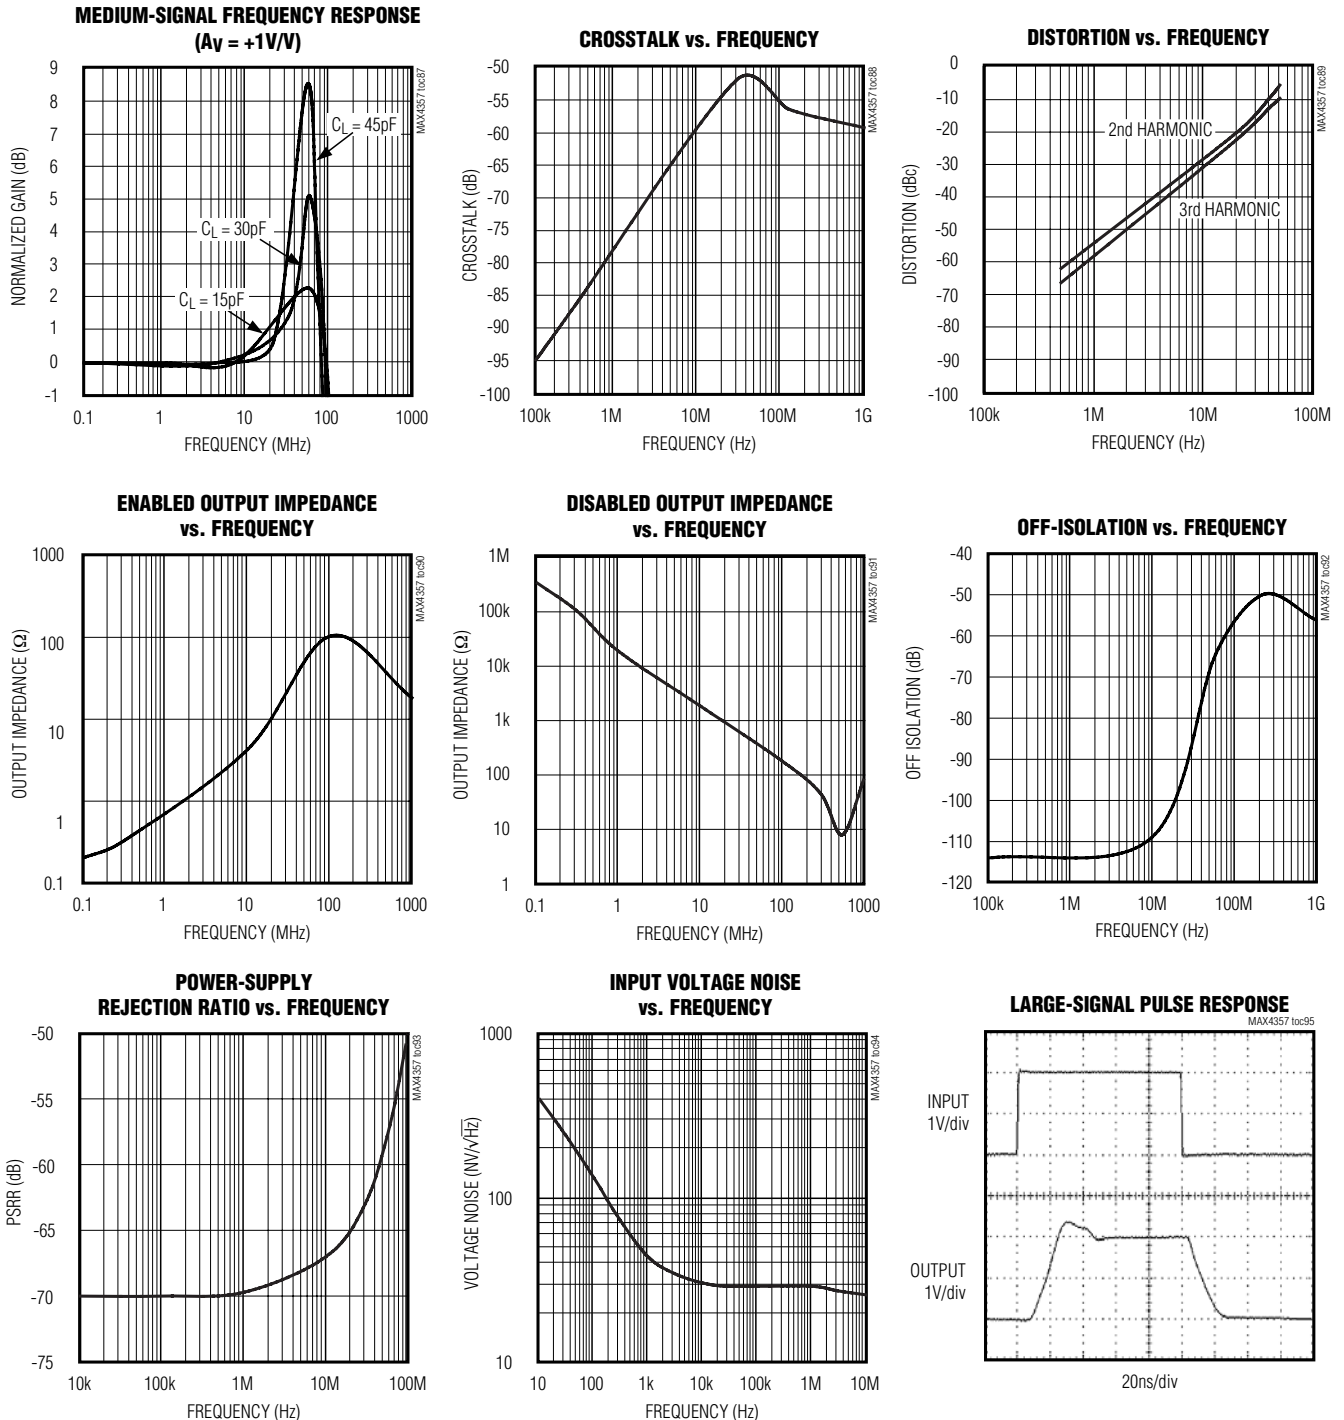 MEDIUM-SIGNAL FREQUENCY RESPONSE
(AV = +1V/V)
MAX4357 toc87
NORMALIZED GAIN (dB)
9
8
7
6
5
4
3
2
1
0
-1
CL = 45pF
CL = 30pF
CL = 15pF
0.1
1
10
100
1000
FREQUENCY (MHz)
CROSSTALK vs. FREQUENCY
MAX4357 toc88
CROSSTALK (dB)
-50
-55
-60
-65
-70
-75
-80
-85
-90
-95
-100
100k
1M
10M
100M
1G
FREQUENCY (Hz)
DISTORTION vs. FREQUENCY
MAX4357 toc89
DISTORTION (dBc)
0
-10
-20
-30
-40
-50
-60
-70
-80
-90
-100
2nd HARMONIC
3rd HARMONIC
100k
1M
10M
100M
FREQUENCY (Hz)
ENABLED OUTPUT IMPEDANCE
vs. FREQUENCY
MAX4357 toc90
OUTPUT IMPEDANCE (Ω)
1000
100
10
1
0.1
0.1
1
10
100
1000
FREQUENCY (MHz)
DISABLED OUTPUT IMPEDANCE
vs. FREQUENCY
MAX4357 toc91
OUTPUT IMPEDANCE (Ω)
1M
100k
10k
1k
100
10
1
0.1
1
10
100
1000
FREQUENCY (MHz)
OFF-ISOLATION vs. FREQUENCY
MAX4357 toc92
OFF ISOLATION (dB)
-40
-50
-60
-70
-80
-90
-100
-110
-120
100k
1M
10M
100M
1G
FREQUENCY (Hz)
POWER-SUPPLY
REJECTION RATIO vs. FREQUENCY
MAX4357 toc93
PSRR (dB)
-50
-55
-60
-65
-70
-75
10k
100k
1M
10M
100M
FREQUENCY (Hz)
INPUT VOLTAGE NOISE
vs. FREQUENCY
MAX4357 toc94
VOLTAGE NOISE (NV/√Hz)
1000
100
10
10
100
1k
10k
100k
1M
10M
FREQUENCY (Hz)
LARGE-SIGNAL PULSE RESPONSE
MAX4357 toc95
INPUT
1V/div
OUTPUT
1V/div
20ns/div